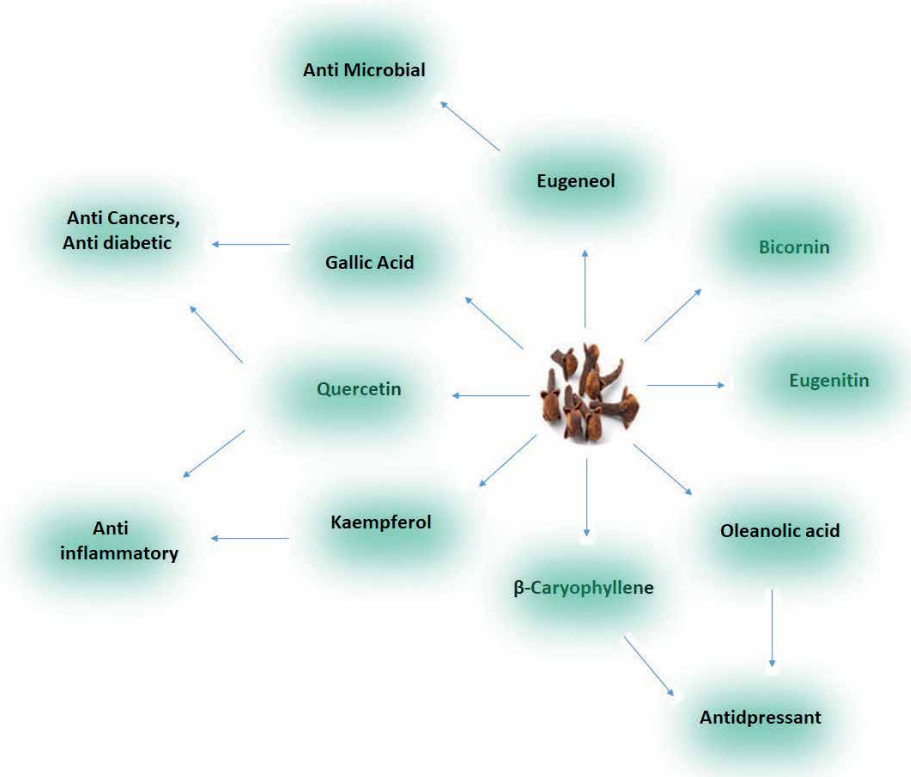 Anti Microbial
Eugeneol
Anti Cancers,
Anti diabetic
Gallic Acid
Bicornin
Quercetin
Eugenitin
Anti
inflammatory
Kaempferol
Oleanolic acid
β-Caryophyllene
Antidpressant